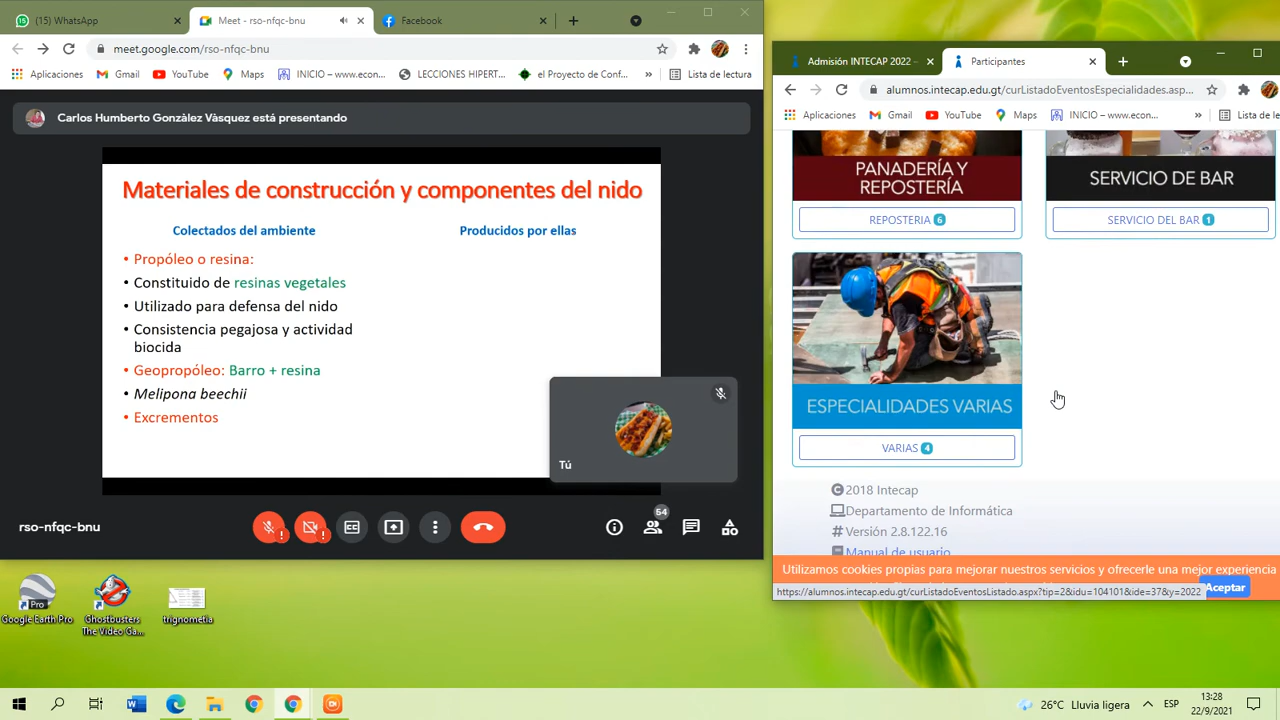 (15) WhatsApp
Meet - rso-nfqc-bnu
Facebook
meet.google.com/rso-nfqc-bnu
Aplicaciones
Gmail
YouTube
Maps
INICIO – www.econ...
LECCIONES HIPERT...
el Proyecto de Conf...
»
Lista de lectura
Carlos Humberto Gonzàlez Vàsquez está presentando
Materiales de construcción y componentes del nido
Colectados del ambiente
Producidos por ellas
• Propóleo o resina:
• Constituido de resinas vegetales
• Utilizado para defensa del nido
• Consistencia pegajosa y actividad
biocida
• Geopropóleo: Barro + resina
• Melipona beechii
• Excrementos
Tú
rso-nfqc-bnu
54
Admisión INTECAP 2022 –
Participantes
alumnos.intecap.edu.gt/curListadoEventosEspecialidades.asp...
Aplicaciones
Gmail
YouTube
Maps
INICIO – www.econ...
»
Lista de le
PANADERÍA Y
REPOSTERÍA
REPOSTERIA 6
SERVICIO DE BAR
SERVICIO DEL BAR 1
ESPECIALIDADES VARIAS
VARIAS 4
2018 Intecap
Departamento de Informática
Versión 2.8.122.16
Manual de usuario
Utilizamos cookies propias para mejorar nuestros servicios y ofrecerle una mejor experiencia
Aceptar
https://alumnos.intecap.edu.gt/curListadoEventosListado.aspx?tip=2&idu=104101&ide=37&y=2022
Pro
Google Earth Pro
Ghostbusters
The Video Ga...
trignometia
26°C Lluvia ligera
ESP
13:28
22/9/2021